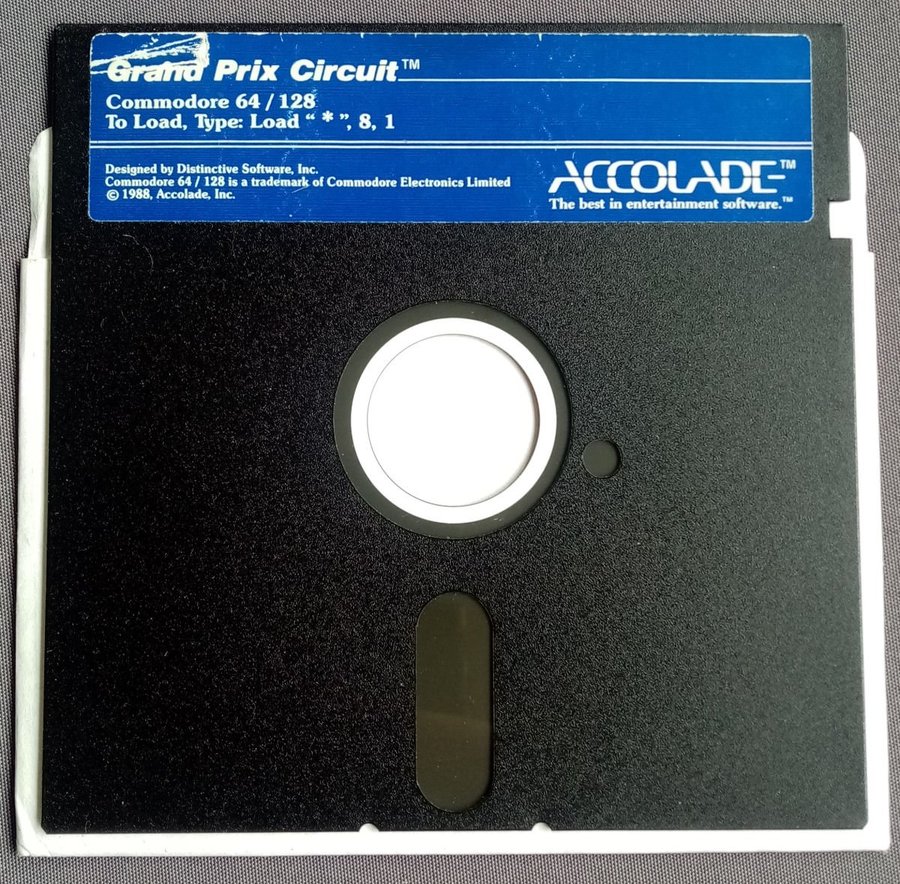 Grand Prix Circuit™
Commodore 64 / 128
To Load, Type: Load “ * ”, 8, 1
Designed by Distinctive Software, Inc.
Commodore 64 / 128 is a trademark of Commodore Electronics Limited
© 1988, Accolade, Inc.
ACCOLADE™
The best in entertainment software.™